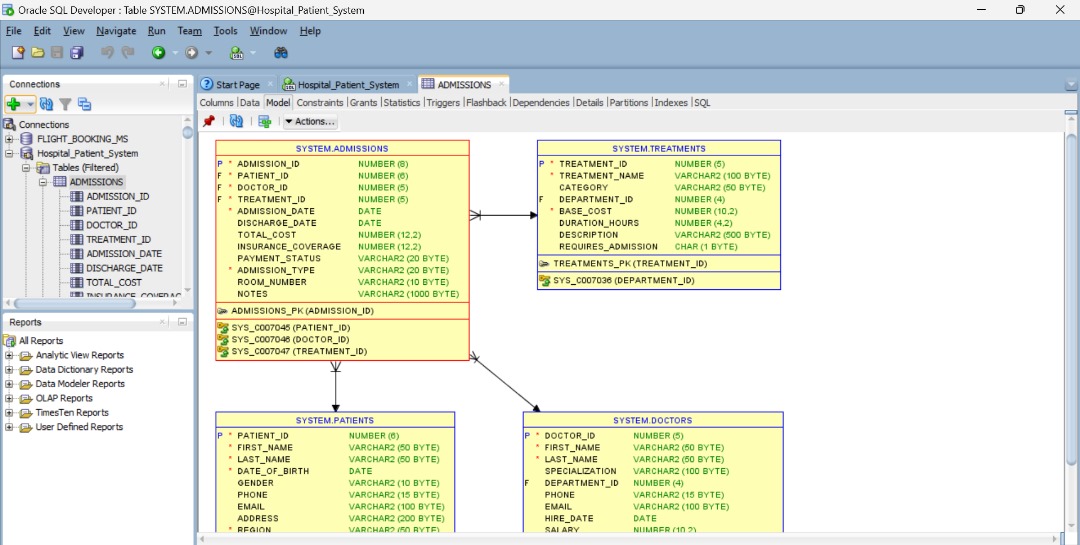 Oracle SQL Developer : Table SYSTEM.ADMISSIONS@Hospital_Patient_System
File Edit View Navigate Run Team Tools Window Help
Connections
Connections
FLIGHT_BOOKING_MS
Hospital_Patient_System
Tables (Filtered)
ADMISSIONS
ADMISSION_ID
PATIENT_ID
DOCTOR_ID
TREATMENT_ID
ADMISSION_DATE
DISCHARGE_DATE
TOTAL_COST
INSURANCE_COVERAG
Reports
All Reports
Analytic View Reports
Data Dictionary Reports
Data Modeler Reports
OLAP Reports
TimesTen Reports
User Defined Reports
Start Page Hospital_Patient_System ADMISSIONS
Columns |Data |Model |Constraints |Grants |Statistics |Triggers |Flashback |Dependencies |Details |Partitions |Indexes |SQL
Actions...
SYSTEM.ADMISSIONS
P * ADMISSION_ID NUMBER (8)
F * PATIENT_ID NUMBER (6)
F * DOCTOR_ID NUMBER (5)
F * TREATMENT_ID NUMBER (5)
* ADMISSION_DATE DATE
DISCHARGE_DATE DATE
TOTAL_COST NUMBER (12,2)
INSURANCE_COVERAGE NUMBER (12,2)
PAYMENT_STATUS VARCHAR2 (20 BYTE)
* ADMISSION_TYPE VARCHAR2 (20 BYTE)
ROOM_NUMBER VARCHAR2 (10 BYTE)
NOTES VARCHAR2 (1000 BYTE)
ADMISSIONS_PK (ADMISSION_ID)
SYS_C007045 (PATIENT_ID)
SYS_C007046 (DOCTOR_ID)
SYS_C007047 (TREATMENT_ID)
SYSTEM.TREATMENTS
P * TREATMENT_ID NUMBER (5)
* TREATMENT_NAME VARCHAR2 (100 BYTE)
CATEGORY VARCHAR2 (50 BYTE)
F DEPARTMENT_ID NUMBER (4)
* BASE_COST NUMBER (10,2)
DURATION_HOURS NUMBER (4,2)
DESCRIPTION VARCHAR2 (500 BYTE)
REQUIRES_ADMISSION CHAR (1 BYTE)
TREATMENTS_PK (TREATMENT_ID)
SYS_C007036 (DEPARTMENT_ID)
SYSTEM.PATIENTS
P * PATIENT_ID NUMBER (6)
* FIRST_NAME VARCHAR2 (50 BYTE)
* LAST_NAME VARCHAR2 (50 BYTE)
* DATE_OF_BIRTH DATE
GENDER VARCHAR2 (10 BYTE)
PHONE VARCHAR2 (15 BYTE)
EMAIL VARCHAR2 (100 BYTE)
ADDRESS VARCHAR2 (200 BYTE)
* REGION VARCHAR2 (50 BYTE)
SYSTEM.DOCTORS
P * DOCTOR_ID NUMBER (5)
* FIRST_NAME VARCHAR2 (50 BYTE)
* LAST_NAME VARCHAR2 (50 BYTE)
SPECIALIZATION VARCHAR2 (100 BYTE)
F DEPARTMENT_ID NUMBER (4)
PHONE VARCHAR2 (15 BYTE)
EMAIL VARCHAR2 (100 BYTE)
HIRE_DATE DATE
SALARY NUMBER (10,2)